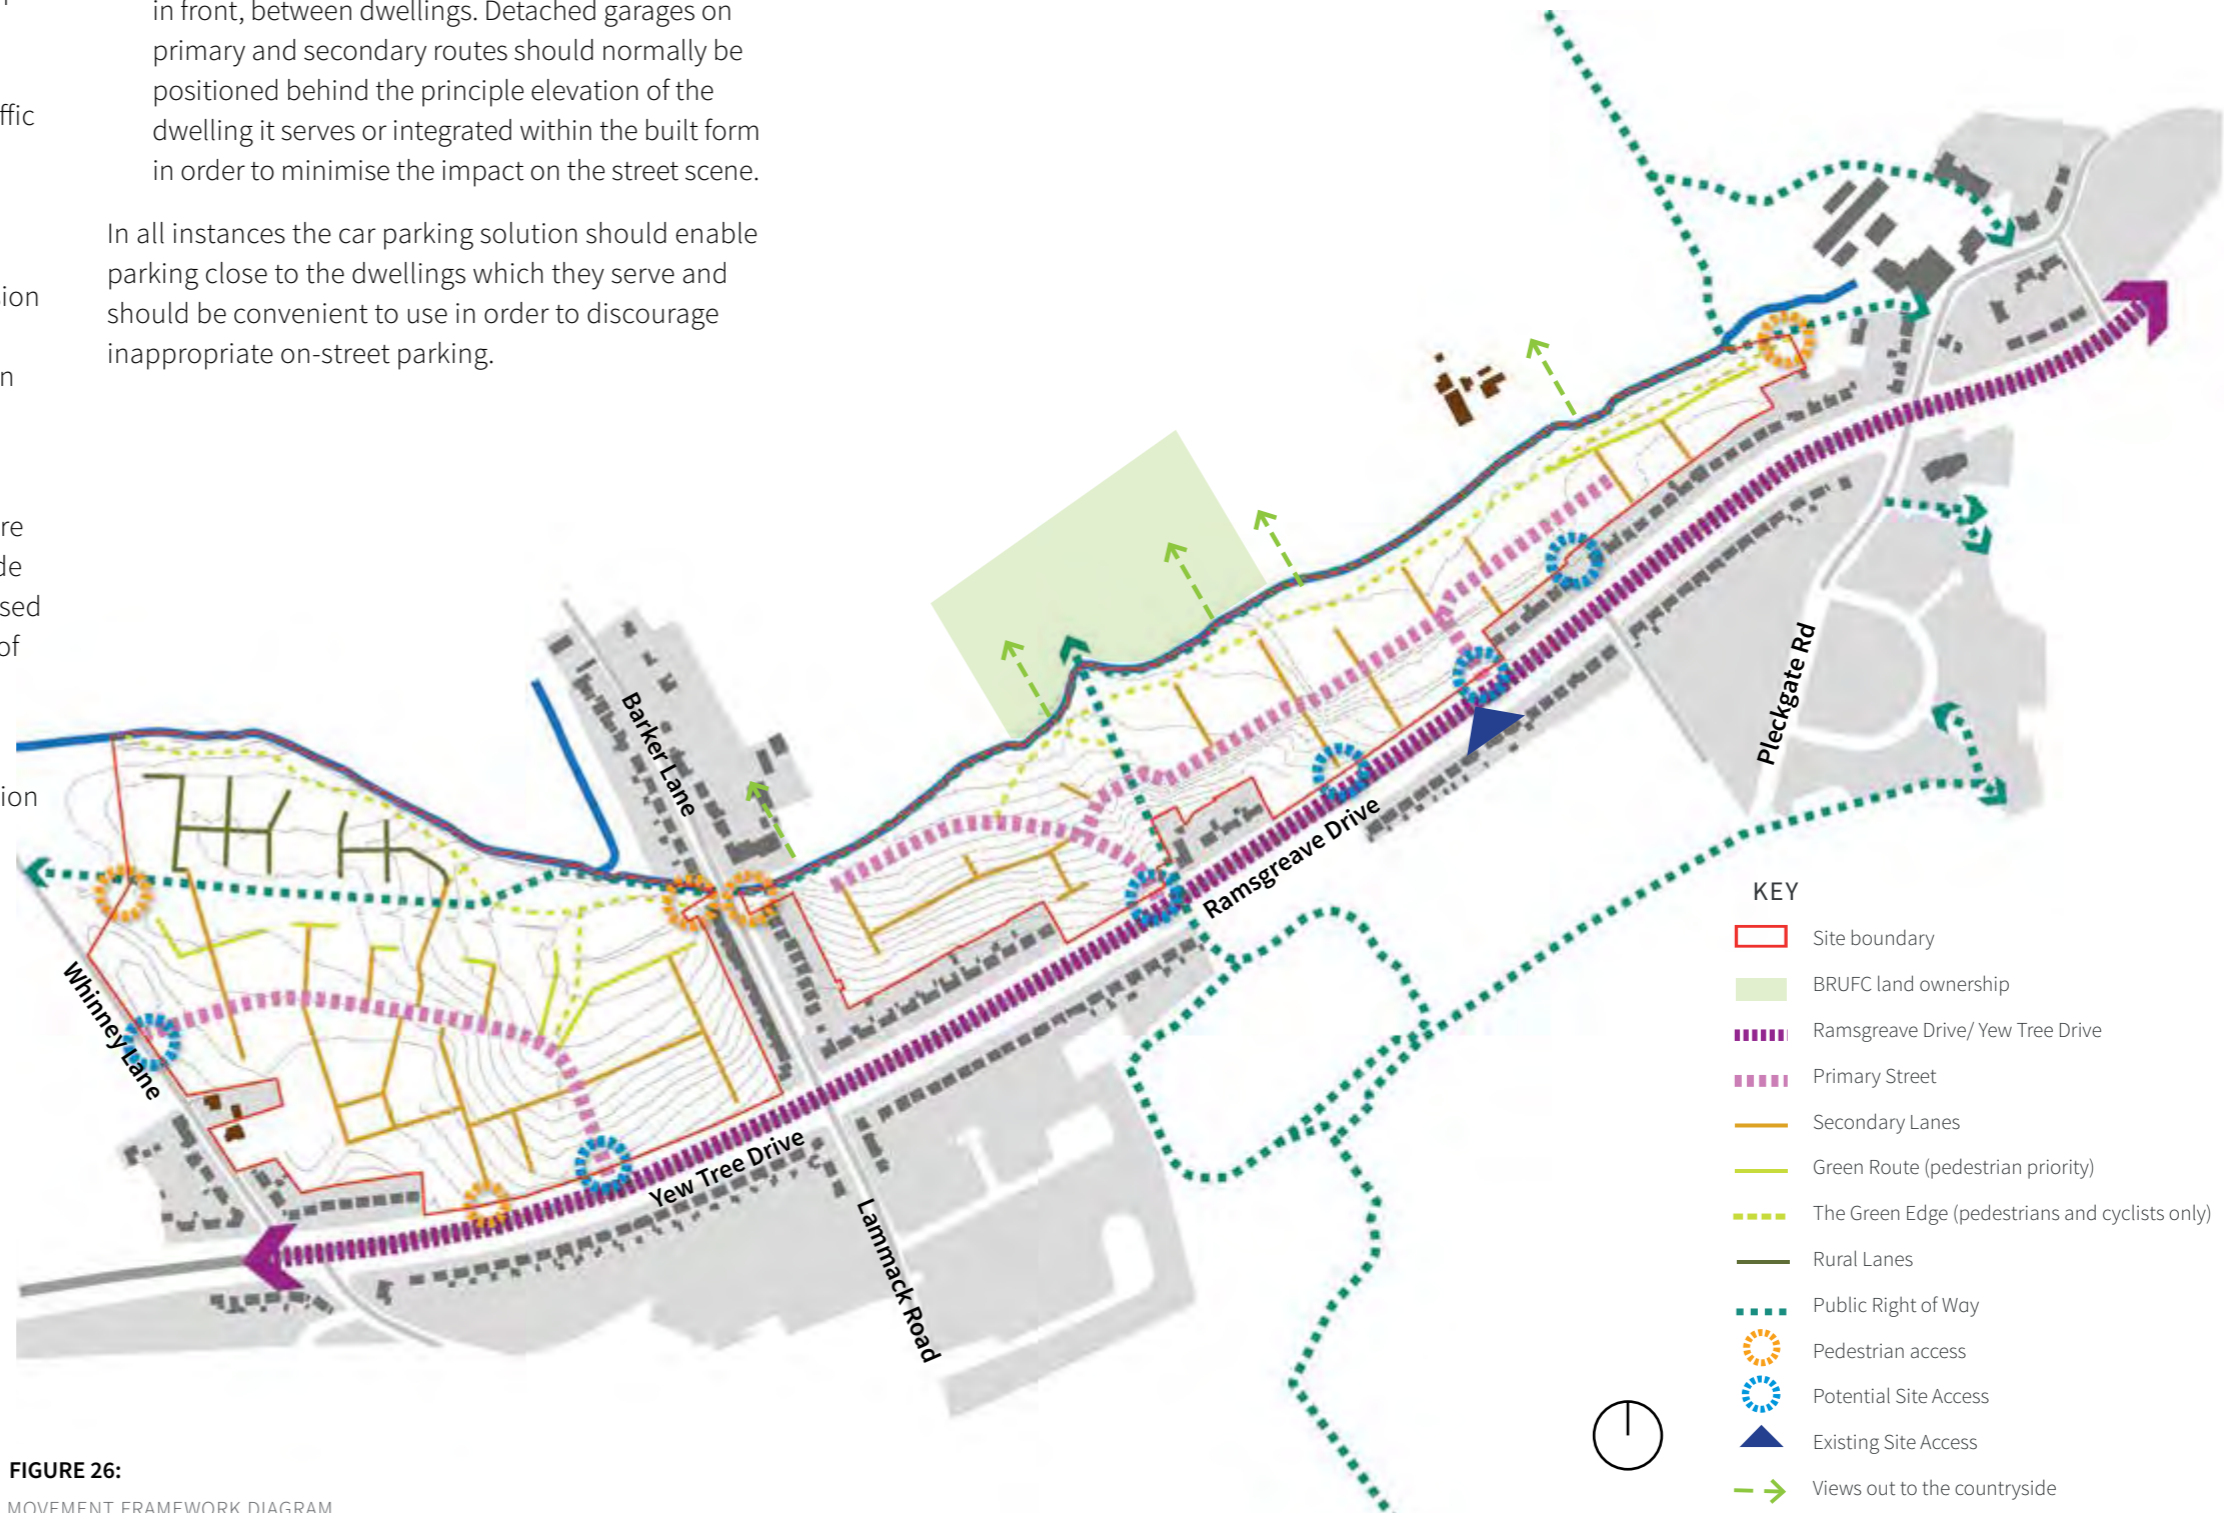 in front, between dwellings. Detached garages on
primary and secondary routes should normally be
positioned behind the principle elevation of the
dwelling it serves or integrated within the built form
in order to minimise the impact on the street scene.
In all instances the car parking solution should enable
parking close to the dwellings which they serve and
should be convenient to use in order to discourage
inappropriate on-street parking.
Barker Lane
Whinney Lane
Yew Tree Drive
Lammack Road
Ramsgreave Drive
Pleckgate Rd
KEY
Site boundary
BRUFC land ownership
Ramsgreave Drive/ Yew Tree Drive
Primary Street
Secondary Lanes
Green Route (pedestrian priority)
The Green Edge (pedestrians and cyclists only)
Rural Lanes
Public Right of Way
Pedestrian access
Potential Site Access
Existing Site Access
Views out to the countryside
FIGURE 26:
MOVEMENT FRAMEWORK DIAGRAM